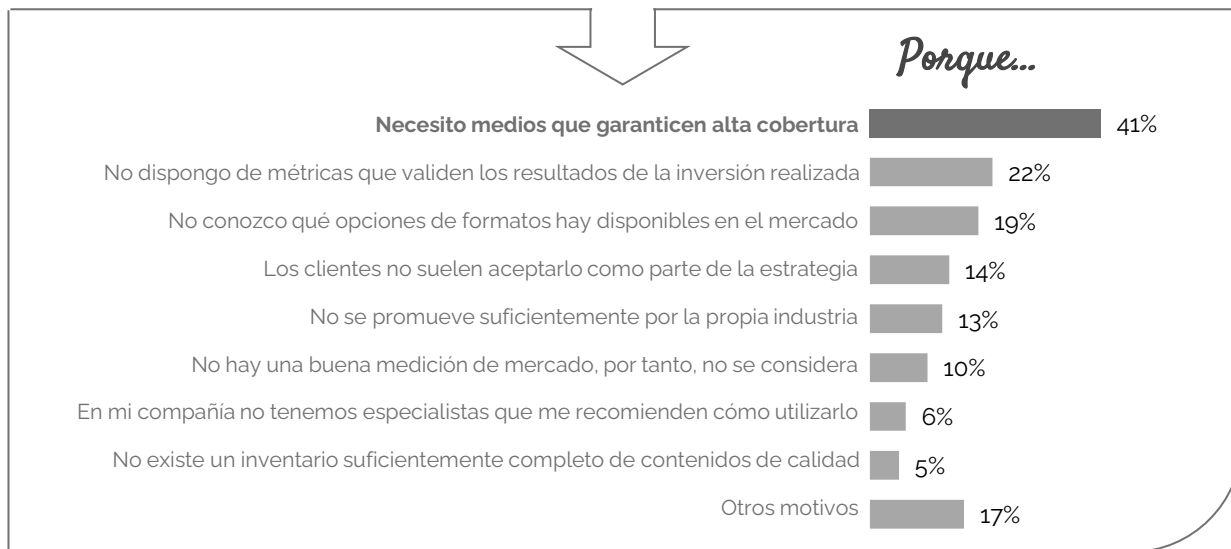 Porque...
Necesito medios que garanticen alta cobertura 41%
No dispongo de métricas que validen los resultados de la inversión realizada 22%
No conozco qué opciones de formatos hay disponibles en el mercado 19%
Los clientes no suelen aceptarlo como parte de la estrategia 14%
No se promueve suficientemente por la propia industria 13%
No hay una buena medición de mercado, por tanto, no se considera 10%
En mi compañía no tenemos especialistas que me recomienden cómo utilizarlo 6%
No existe un inventario suficientemente completo de contenidos de calidad 5%
Otros motivos 17%